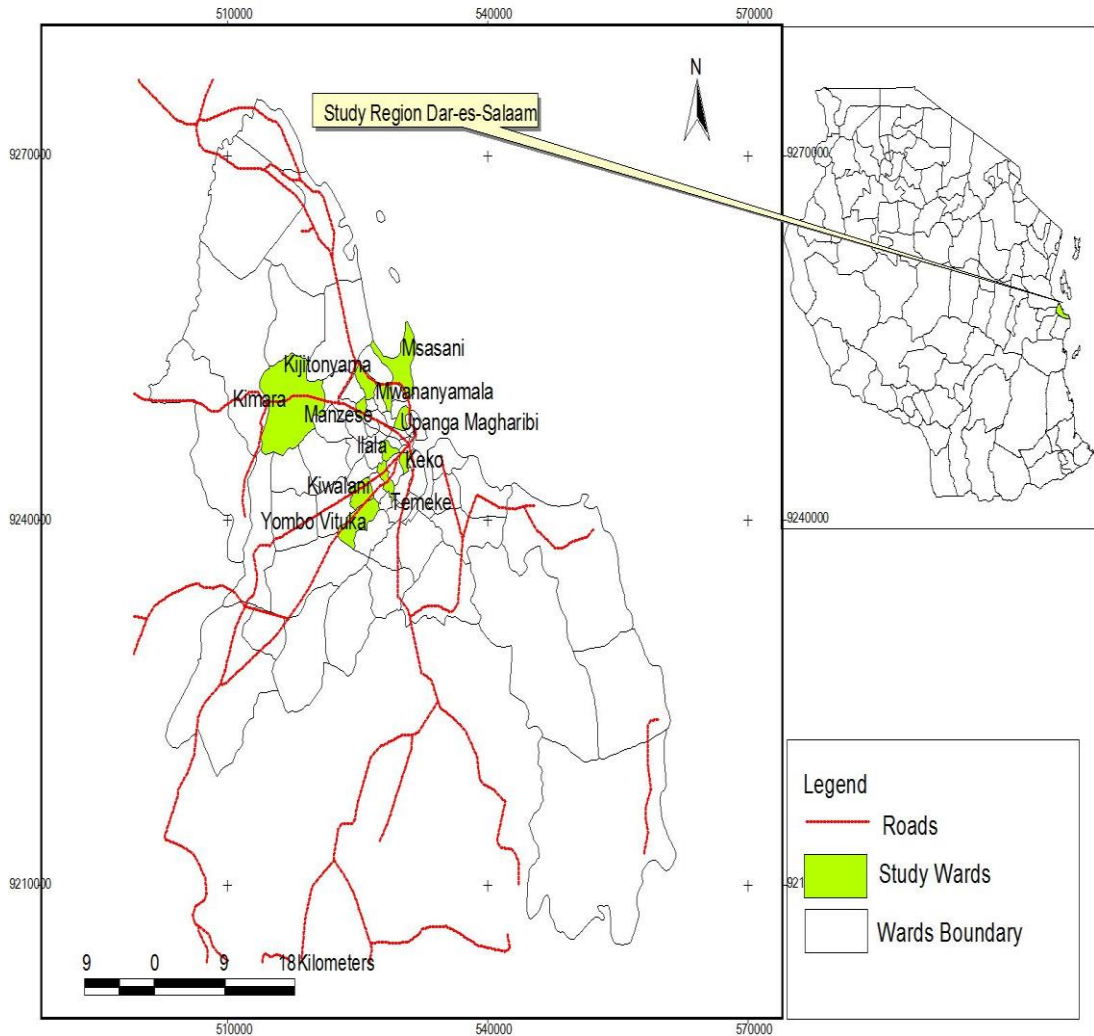 510000
540000
570000
N
Study Region Dar-es-Salaam
9270000
9270000
Msasani
Kijitonyama
Mwananyamala
Kimara
Manzese
Upanga Magharibi
Ilala
Keko
Kiwalani
Temeke
Yombo Vituka
9240000
9240000
Legend
Roads
Study Wards
Wards Boundary
9210000
921
9 0 9 18 Kilometers
510000
540000
570000